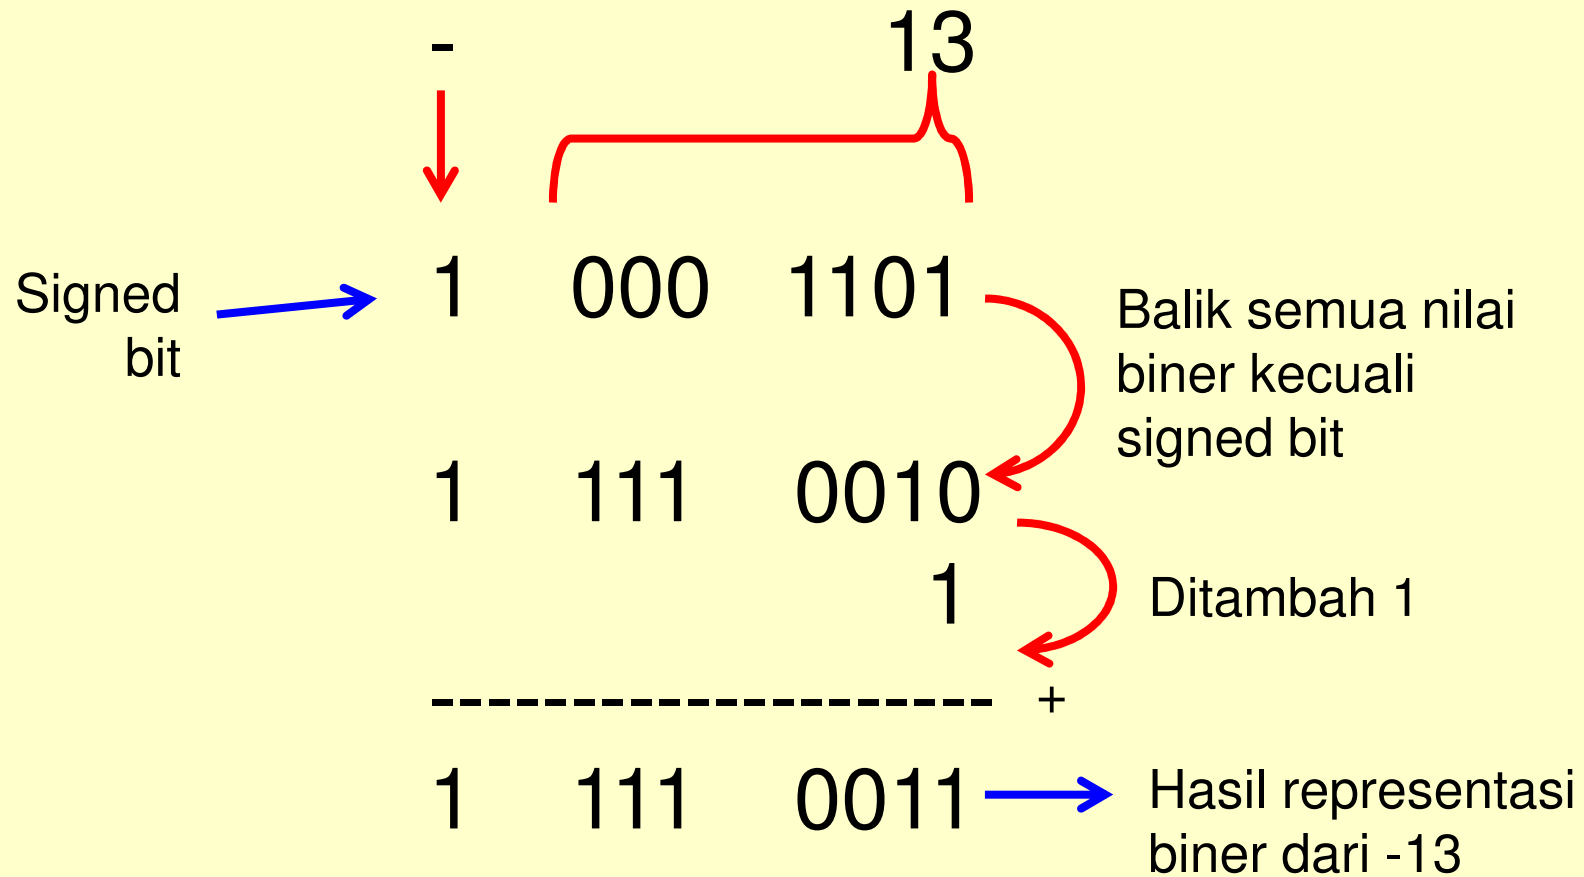 - 13
Signed
bit
1 000 1101
Balik semua nilai
biner kecuali
signed bit
1 111 0010
1
Ditambah 1
-------------------- +
1 111 0011
Hasil representasi
biner dari -13